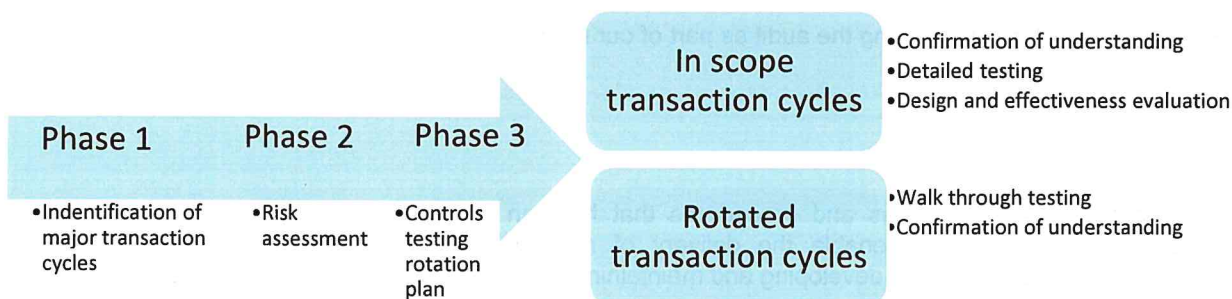 Phase 1
•Indentification of
major transaction
cycles
Phase 2
•Risk
assessment
Phase 3
•Controls
testing
rotation
plan
In scope
transaction cycles
•Confirmation of understanding
•Detailed testing
•Design and effectiveness evaluation
Rotated
transaction cycles
•Walk through testing
•Confirmation of understanding